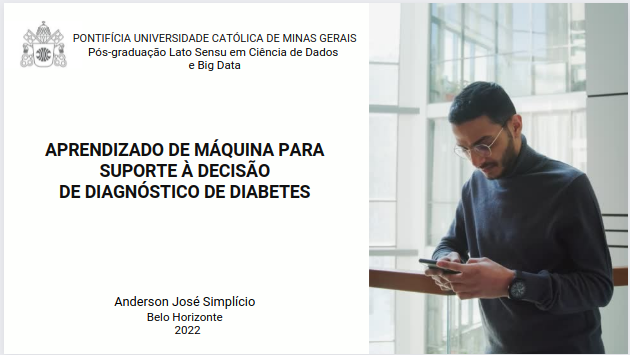 PONTIFÍCIA UNIVERSIDADE CATÓLICA DE MINAS GERAIS
Pós-graduação Lato Sensu em Ciência de Dados
e Big Data
APRENDIZADO DE MÁQUINA PARA
SUPORTE À DECISÃO
DE DIAGNÓSTICO DE DIABETES
Anderson José Simplício
Belo Horizonte
2022